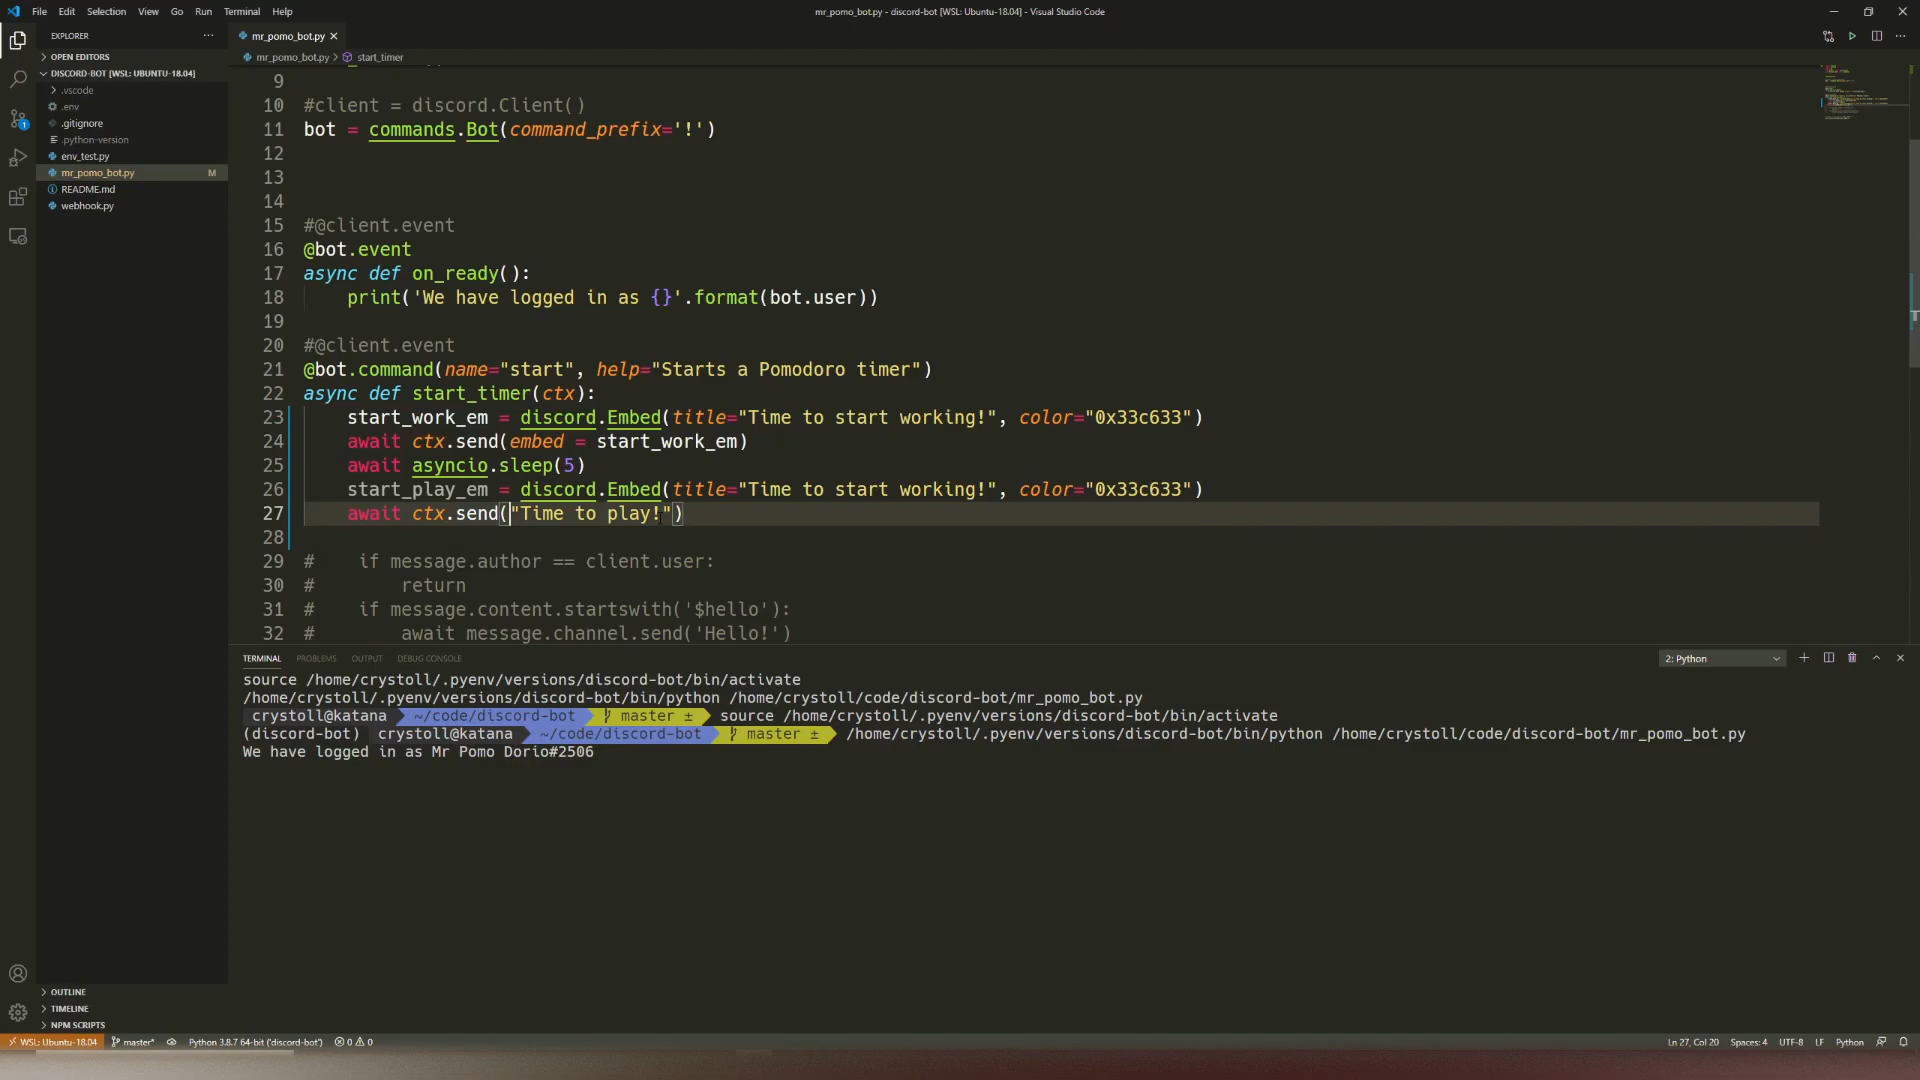 File Edit Selection View Go Run Terminal Help
mr_pomo_bot.py - discord-bot [WSL: Ubuntu-18.04] - Visual Studio Code
EXPLORER
OPEN EDITORS
DISCORD-BOT [WSL: UBUNTU-18.04]
.vscode
.env
.gitignore
.python-version
env_test.py
mr_pomo_bot.py M
README.md
webhook.py
OUTLINE
TIMELINE
NPM SCRIPTS
mr_pomo_bot.py
mr_pomo_bot.py > start_timer
9
10 #client = discord.Client()
11 bot = commands.Bot(command_prefix='!')
12
13
14
15 #@client.event
16 @bot.event
17 async def on_ready():
18     print('We have logged in as {}'.format(bot.user))
19
20 #@client.event
21 @bot.command(name="start", help="Starts a Pomodoro timer")
22 async def start_timer(ctx):
23     start_work_em = discord.Embed(title="Time to start working!", color="0x33c633")
24     await ctx.send(embed = start_work_em)
25     await asyncio.sleep(5)
26     start_play_em = discord.Embed(title="Time to start working!", color="0x33c633")
27     await ctx.send("Time to play!")
28
29 #    if message.author == client.user:
30 #        return
31 #    if message.content.startswith('$hello'):
32 #        await message.channel.send('Hello!')
TERMINAL PROBLEMS OUTPUT DEBUG CONSOLE
2: Python
source /home/crystoll/.pyenv/versions/discord-bot/bin/activate
/home/crystoll/.pyenv/versions/discord-bot/bin/python /home/crystoll/code/discord-bot/mr_pomo_bot.py
crystoll@katana ~/code/discord-bot master ± source /home/crystoll/.pyenv/versions/discord-bot/bin/activate
(discord-bot) crystoll@katana ~/code/discord-bot master ± /home/crystoll/.pyenv/versions/discord-bot/bin/python /home/crystoll/code/discord-bot/mr_pomo_bot.py
We have logged in as Mr Pomo Dorio#2506
WSL: Ubuntu-18.04 master* Python 3.8.7 64-bit ('discord-bot') 0 0 Ln 27, Col 20 Spaces: 4 UTF-8 LF Python